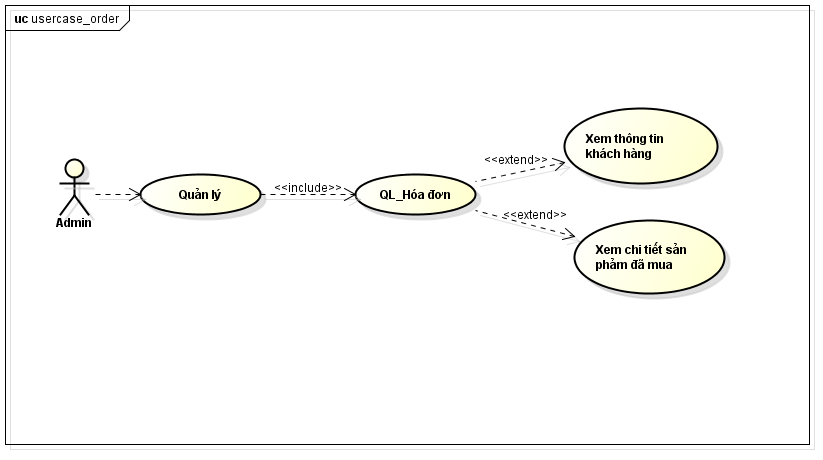 uc usercase_order
Xem thông tin
khách hàng
<<extend>>
Quản lý
<<include>>
QL_Hóa đơn
<<extend>>
Admin
Xem chi tiết sản
phảm đã mua